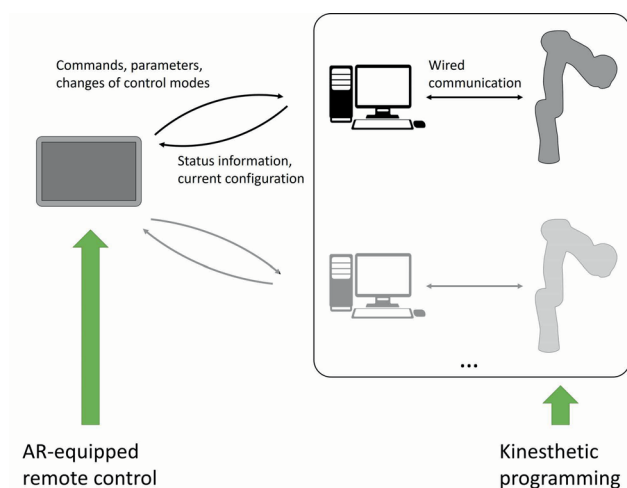 Commands, parameters,
changes of control modes
Wired
communication
Status information,
current configuration
...
AR-equipped
remote control
Kinesthetic
programming